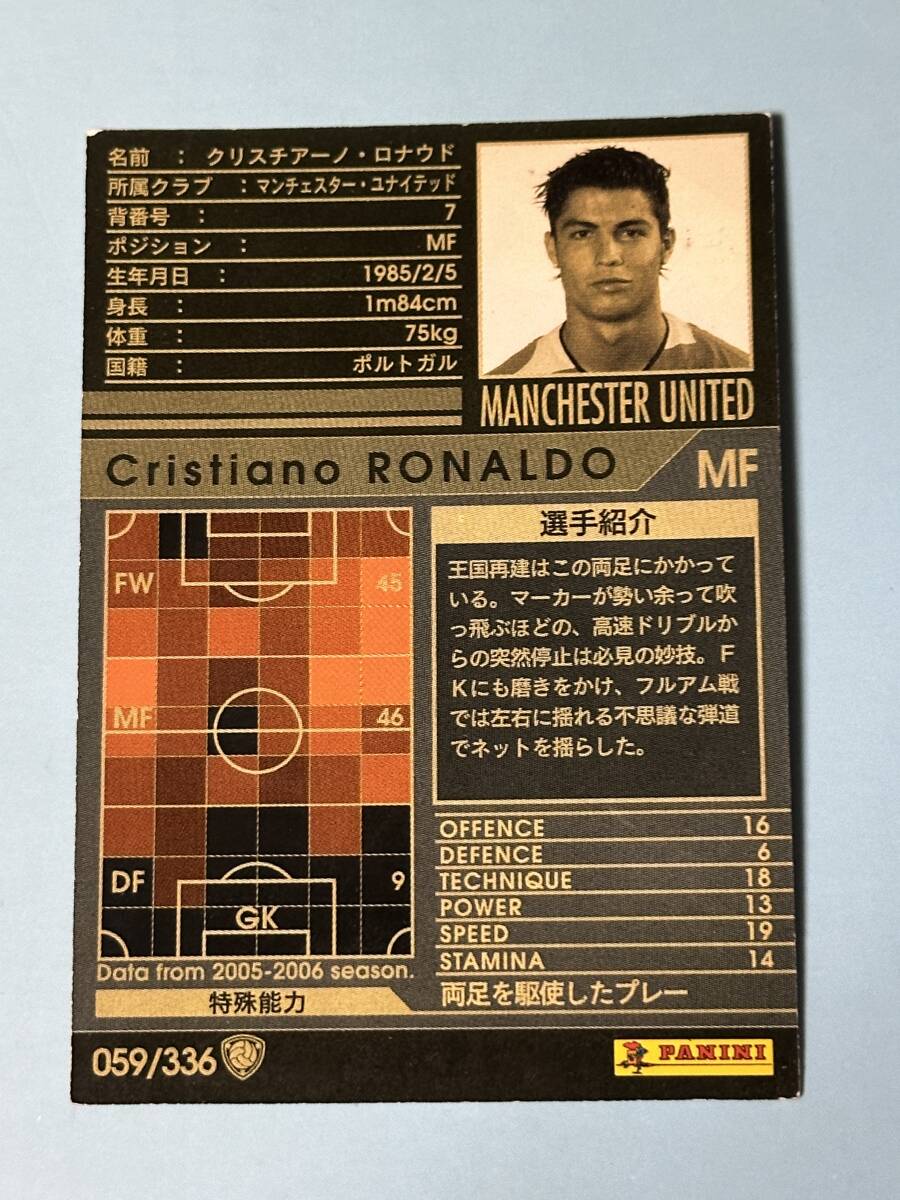 名前 : クリスチアーノ・ロナウド
所属クラブ : マンチェスター・ユナイテッド
背番号 : 7
ポジション : MF
生年月日 : 1985/2/5
身長 : 1m84cm
体重 : 75kg
国籍 : ポルトガル
MANCHESTER UNITED
Cristiano RONALDO
MF
FW 45
MF 46
DF 9
GK
Data from 2005-2006 season.
選手紹介
王国再建はこの両足にかかって
いる。マーカーが勢い余って吹
っ飛ぶほどの、高速ドリブルか
らの突然停止は必見の妙技。F
Kにも磨きをかけ、フルアム戦
では左右に揺れる不思議な弾道
でネットを揺らした。
OFFENCE 16
DEFENCE 6
TECHNIQUE 18
POWER 13
SPEED 19
STAMINA 14
特殊能力
両足を駆使したプレー
059/336
PANINI